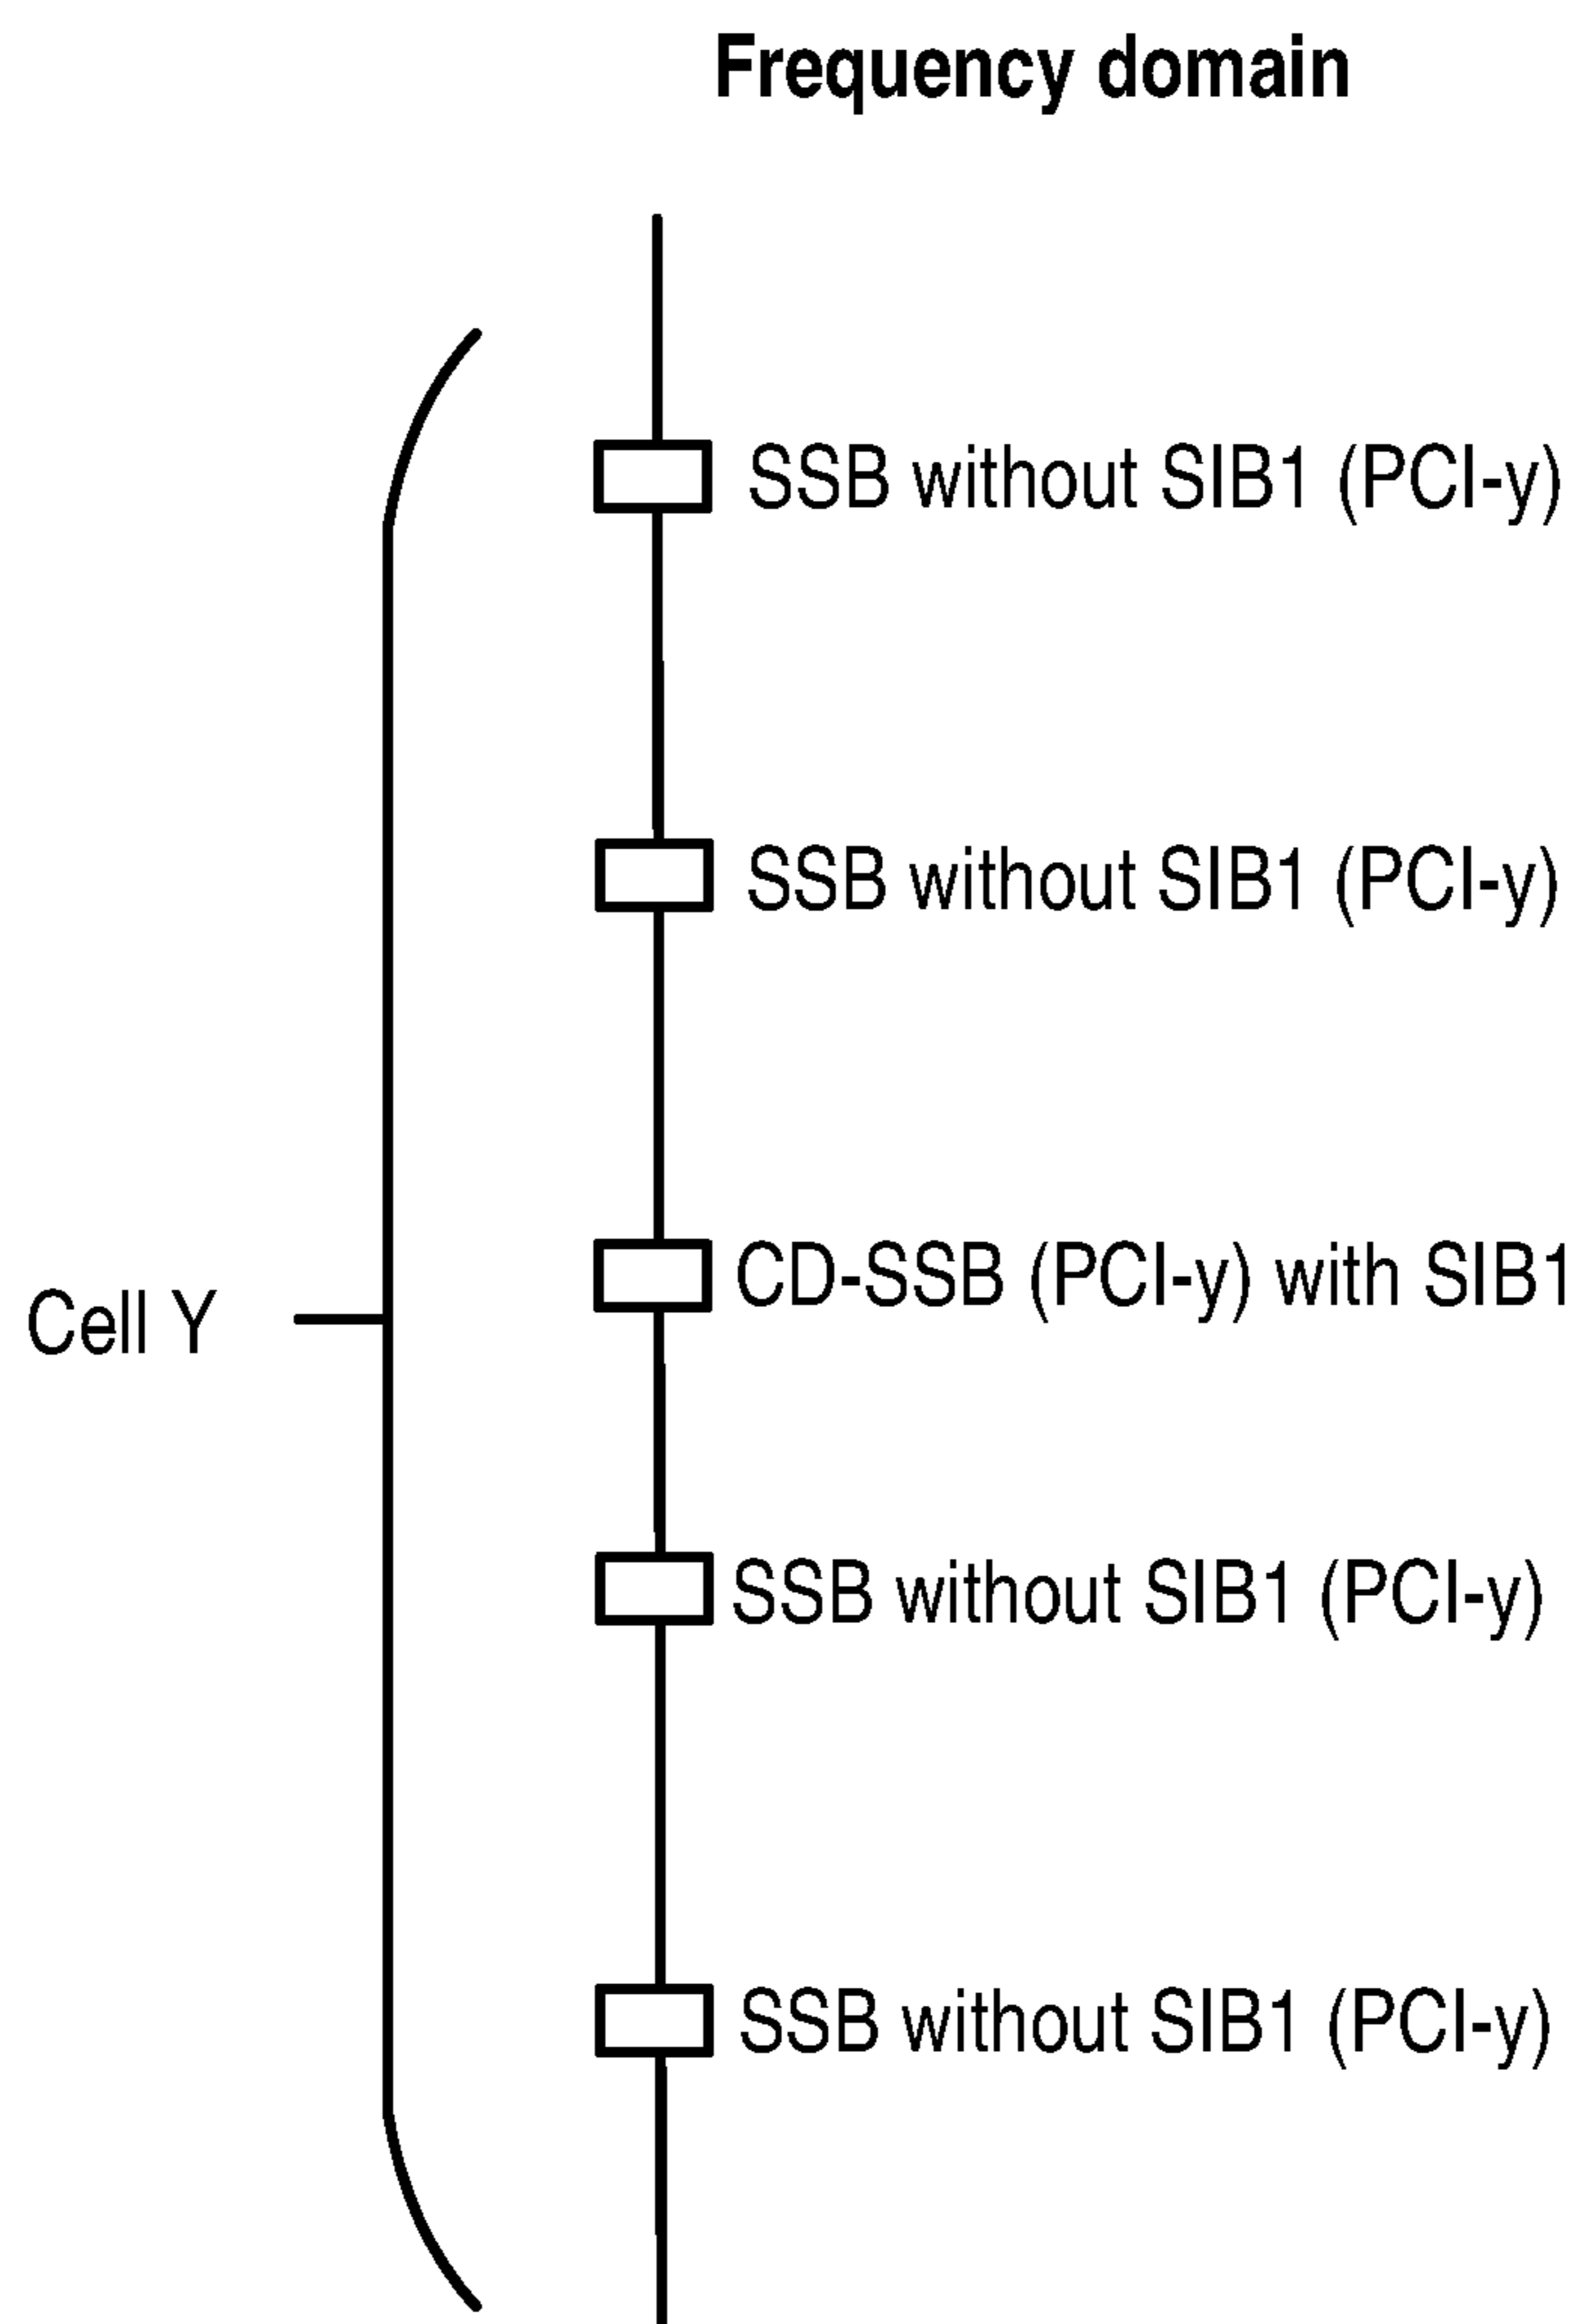 Frequency domain
SSB without SIB1 (PCI-y)
SSB without SIB1 (PCI-y)
CD-SSB (PCI-y) with SIB1
Cell Y
SSB without SIB1 (PCI-y)
SSB without SIB1 (PCI-y)